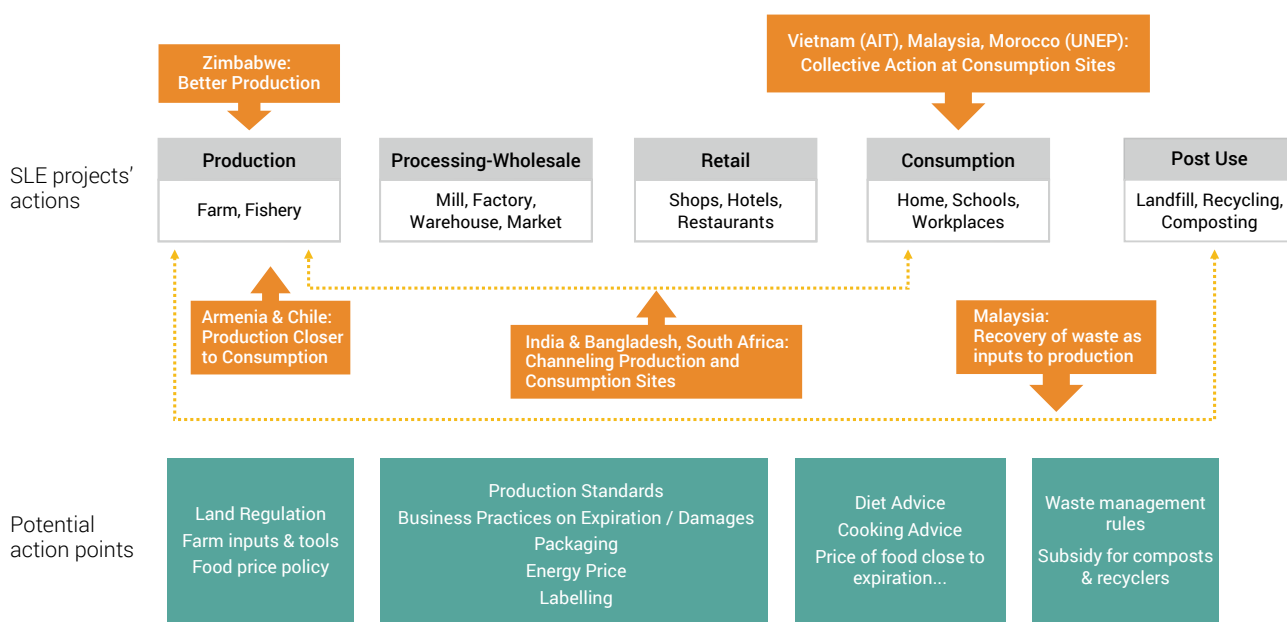 Zimbabwe:
Better Production
Vietnam (AIT), Malaysia, Morocco (UNEP):
Collective Action at Consumption Sites
SLE projects’
actions
Production
Farm, Fishery
Processing-Wholesale
Mill, Factory,
Warehouse, Market
Retail
Shops, Hotels,
Restaurants
Consumption
Home, Schools,
Workplaces
Post Use
Landfill, Recycling,
Composting
Armenia & Chile:
Production Closer
to Consumption
India & Bangladesh, South Africa:
Channeling Production and
Consumption Sites
Malaysia:
Recovery of waste as
inputs to production
Potential
action points
Land Regulation
Farm inputs & tools
Food price policy
Production Standards
Business Practices on Expiration / Damages
Packaging
Energy Price
Labelling
Diet Advice
Cooking Advice
Price of food close to
expiration...
Waste management
rules
Subsidy for composts
& recyclers